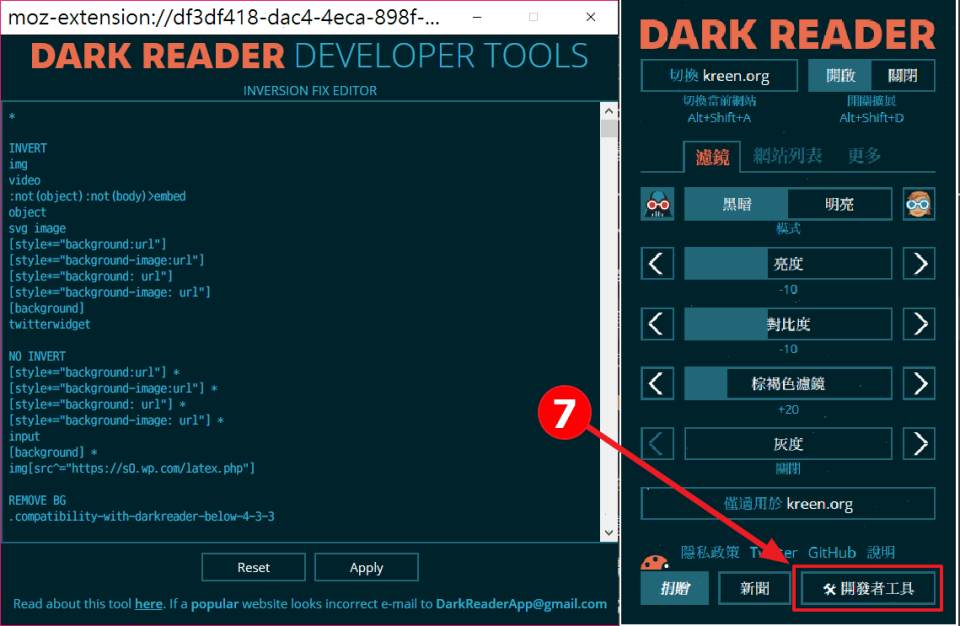 moz-extension://df3df418-dac4-4eca-898f-...
DARK READER DEVELOPER TOOLS
INVERSION FIX EDITOR
*
INVERT
img
video
:not(object):not(body)>embed
object
svg image
[style*="background:url"]
[style*="background-image:url"]
[style*="background: url"]
[style*="background-image: url"]
[background]
twitterwidget
NO INVERT
[style*="background:url"] *
[style*="background-image:url"] *
[style*="background: url"] *
[style*="background-image: url"] *
input
[background] *
img[src^="https://s0.wp.com/latex.php"]
REMOVE BG
.compatibility-with-darkreader-below-4-3-3
Reset Apply
Read about this tool here. If a popular website looks incorrect e-mail to DarkReaderApp@gmail.com
DARK READER
切換 kreen.org 開啟 關閉
切換當前網站 開關擴展
Alt+Shift+A Alt+Shift+D
濾鏡 網站列表 更多
黑暗 明亮
模式
亮度
-10
對比度
-10
棕褐色濾鏡
+20
灰度
關閉
僅適用於 kreen.org
7
隱私政策 Twitter GitHub 說明
捐贈 新聞 開發者工具